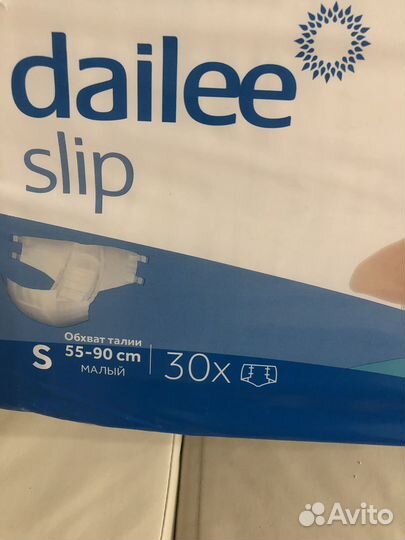 dailee
slip
Обхват талии
S 55-90 cm
МАЛЫЙ
30x
Avito